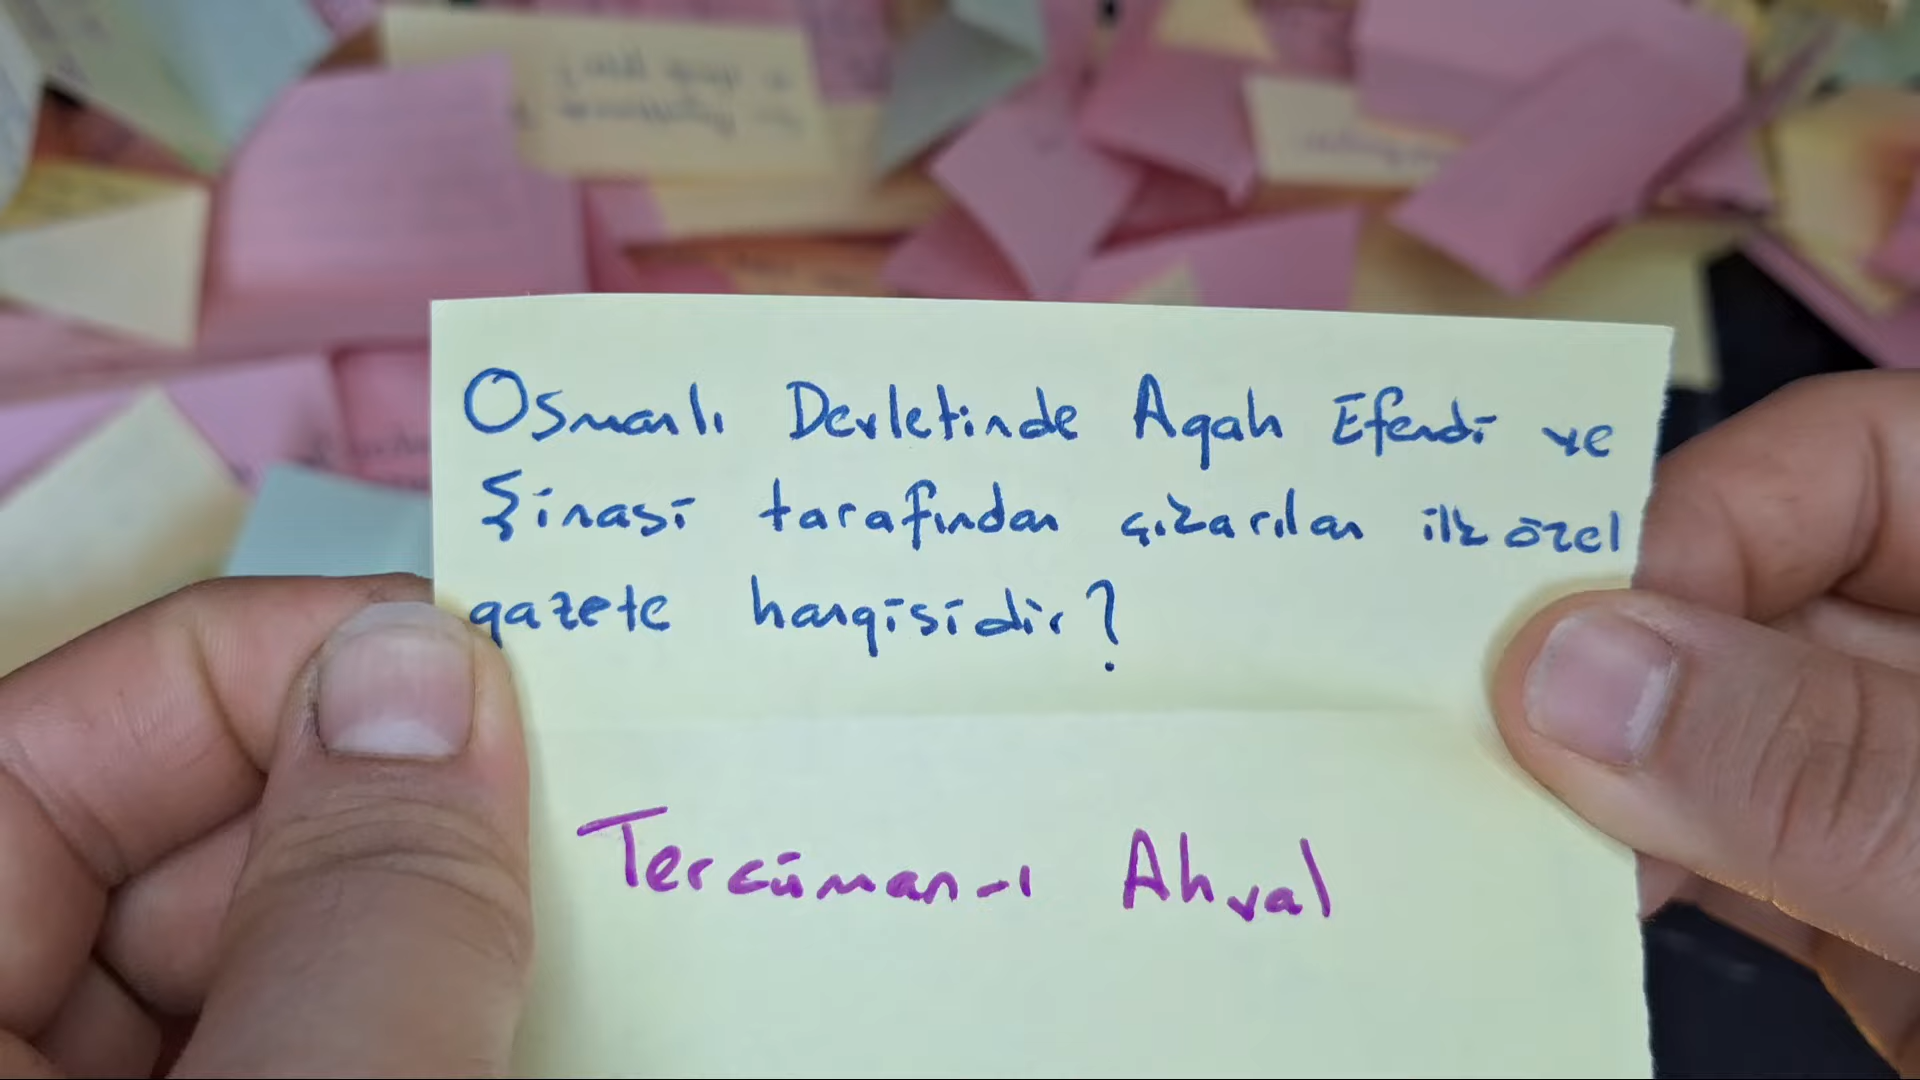 Osmanlı Devletinde Agah Efendi ve
Şinasi tarafından çıkarılan ilk özel
gazete hangisidir?
Tercüman-ı Ahval